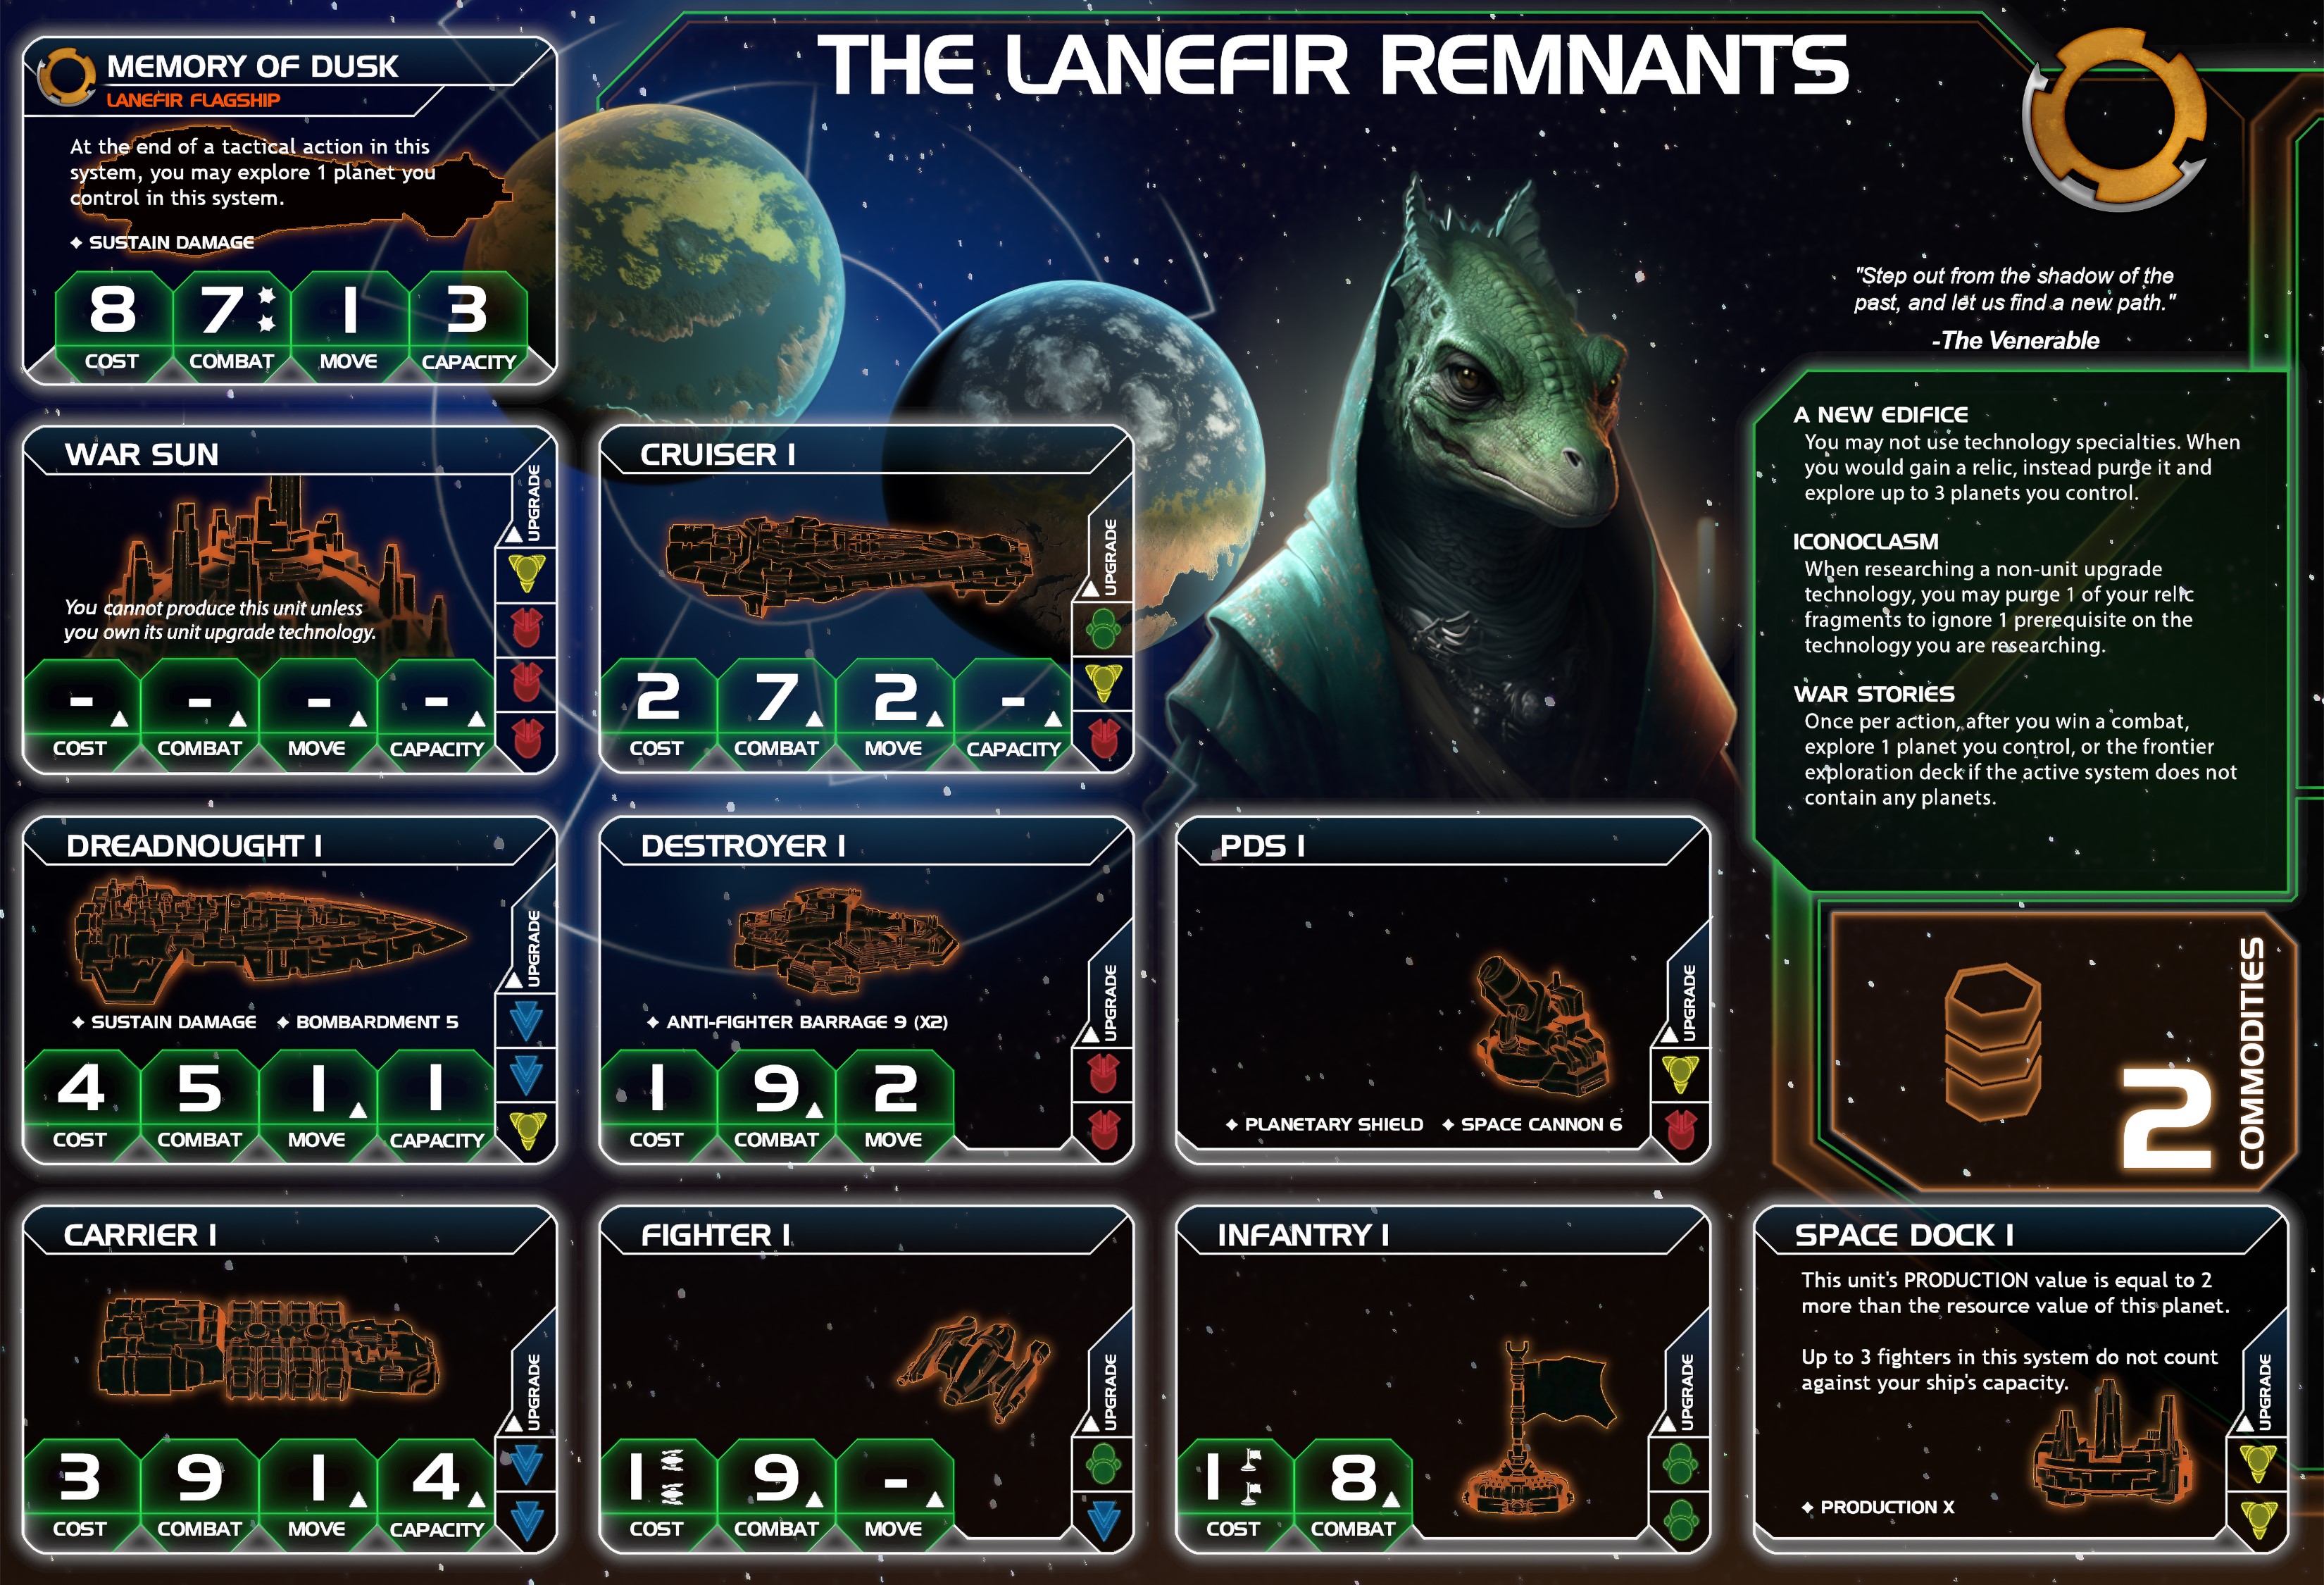 THE LANEFIR REMNANTS
MEMORY OF DUSK
LANEFIR FLAGSHIP
At the end of a tactical action in this
system, you may explore 1 planet you
control in this system.
SUSTAIN DAMAGE
8 7 1 3
COST COMBAT MOVE CAPACITY
"Step out from the shadow of the
past, and let us find a new path."
-The Venerable
A NEW EDIFICE
You may not use technology specialties. When
you would gain a relic, instead purge it and
explore up to 3 planets you control.
ICONOCLASM
When researching a non-unit upgrade
technology, you may purge 1 of your relic
fragments to ignore 1 prerequisite on the
technology you are researching.
WAR STORIES
Once per action, after you win a combat,
explore 1 planet you control, or the frontier
exploration deck if the active system does not
contain any planets.
WAR SUN
UPGRADE
You cannot produce this unit unless
you own its unit upgrade technology.
- - - -
COST COMBAT MOVE CAPACITY
CRUISER I
UPGRADE
2 7 2 -
COST COMBAT MOVE CAPACITY
DREADNOUGHT I
UPGRADE
SUSTAIN DAMAGE BOMBARDMENT 5
4 5 1 1
COST COMBAT MOVE CAPACITY
DESTROYER I
UPGRADE
ANTI-FIGHTER BARRAGE 9 (X2)
1 9 2
COST COMBAT MOVE
PDS I
UPGRADE
PLANETARY SHIELD SPACE CANNON 6
2
COMMODITIES
CARRIER I
UPGRADE
3 9 1 4
COST COMBAT MOVE CAPACITY
FIGHTER I
UPGRADE
1 9 -
COST COMBAT MOVE
INFANTRY I
UPGRADE
1 8
COST COMBAT
SPACE DOCK I
This unit's PRODUCTION value is equal to 2
more than the resource value of this planet.
Up to 3 fighters in this system do not count
against your ship's capacity.
UPGRADE
PRODUCTION X